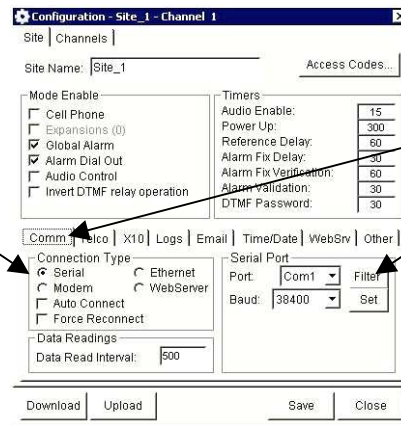 Configuration - Site_1 - Channel 1
Site Channels
Site Name: Site_1 Access Codes...
Mode Enable
Cell Phone
Expansions (0)
Global Alarm
Alarm Dial Out
Audio Control
Invert DTMF relay operation
Timers
Audio Enable: 15
Power Up: 300
Reference Delay: 60
Alarm Fix Delay: 30
Alarm Fix Verification: 60
Alarm Validation: 30
DTMF Password: 30
Comm Telco X10 Logs Email Time/Date WebSrv Other
Connection Type
Serial Ethernet
Modem WebServer
Auto Connect
Force Reconnect
Serial Port
Port: Com1 Filter
Baud: 38400 Set
Data Readings
Data Read Interval: 500
Download Upload Save Close